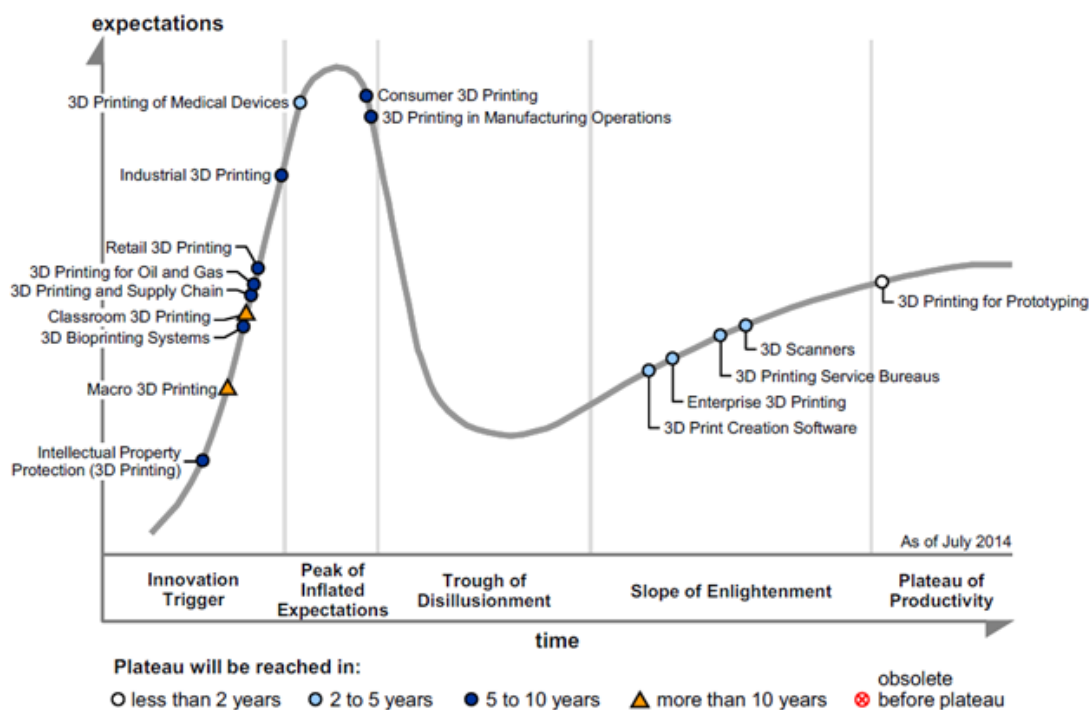 expectations
3D Printing of Medical Devices
Consumer 3D Printing
3D Printing in Manufacturing Operations
Industrial 3D Printing
Retail 3D Printing
3D Printing for Oil and Gas
3D Printing and Supply Chain
Classroom 3D Printing
3D Bioprinting Systems
Macro 3D Printing
Intellectual Property
Protection (3D Printing)
3D Printing for Prototyping
3D Scanners
3D Printing Service Bureaus
Enterprise 3D Printing
3D Print Creation Software
As of July 2014
Innovation
Trigger
Peak of
Inflated
Expectations
Trough of
Disillusionment
Slope of Enlightenment
Plateau of
Productivity
time
Plateau will be reached in:
less than 2 years
2 to 5 years
5 to 10 years
more than 10 years
obsolete
before plateau